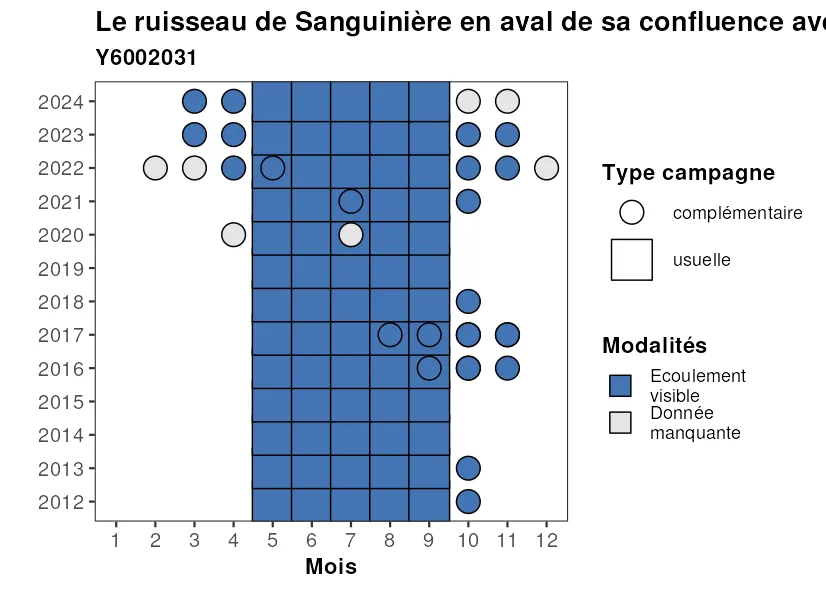 Le ruisseau de Sanguinière en aval de sa confluence ave
Y6002031
2024
2023
2022
2021
2020
2019
2018
2017
2016
2015
2014
2013
2012
1 2 3 4 5 6 7 8 9 10 11 12
Mois
Type campagne
complémentaire
usuelle
Modalités
Ecoulement
visible
Donnée
manquante